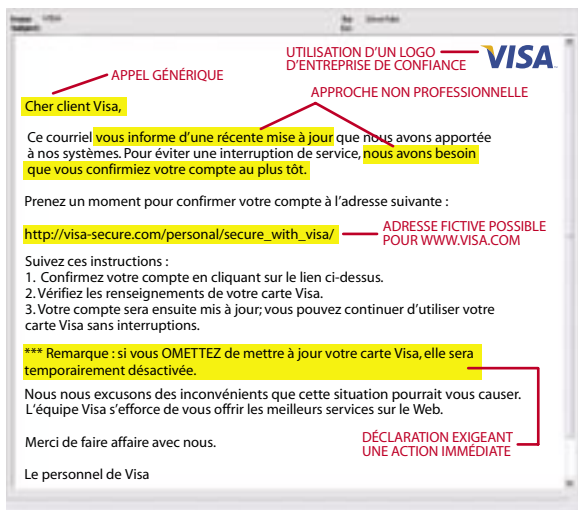 VISA
UTILISATION D'UN LOGO
D'ENTREPRISE DE CONFIANCE
VISA
APPEL GÉNÉRIQUE
APPROCHE NON PROFESSIONNELLE
Cher client Visa,
Ce courriel vous informe d'une récente mise à jour que nous avons apportée
à nos systèmes. Pour éviter une interruption de service, nous avons besoin
que vous confirmiez votre compte au plus tôt.
Prenez un moment pour confirmer votre compte à l'adresse suivante :
http://visa-secure.com/personal/secure_with_visa/
ADRESSE FICTIVE POSSIBLE
POUR WWW.VISA.COM
Suivez ces instructions :
1. Confirmez votre compte en cliquant sur le lien ci-dessus.
2. Vérifiez les renseignements de votre carte Visa.
3. Votre compte sera ensuite mis à jour; vous pouvez continuer d'utiliser votre
carte Visa sans interruptions.
*** Remarque : si vous OMETTEZ de mettre à jour votre carte Visa, elle sera
temporairement désactivée.
Nous nous excusons des inconvénients que cette situation pourrait vous causer.
L'équipe Visa s'efforce de vous offrir les meilleurs services sur le Web.
Merci de faire affaire avec nous.
DÉCLARATION EXIGEANT
UNE ACTION IMMÉDIATE
Le personnel de Visa